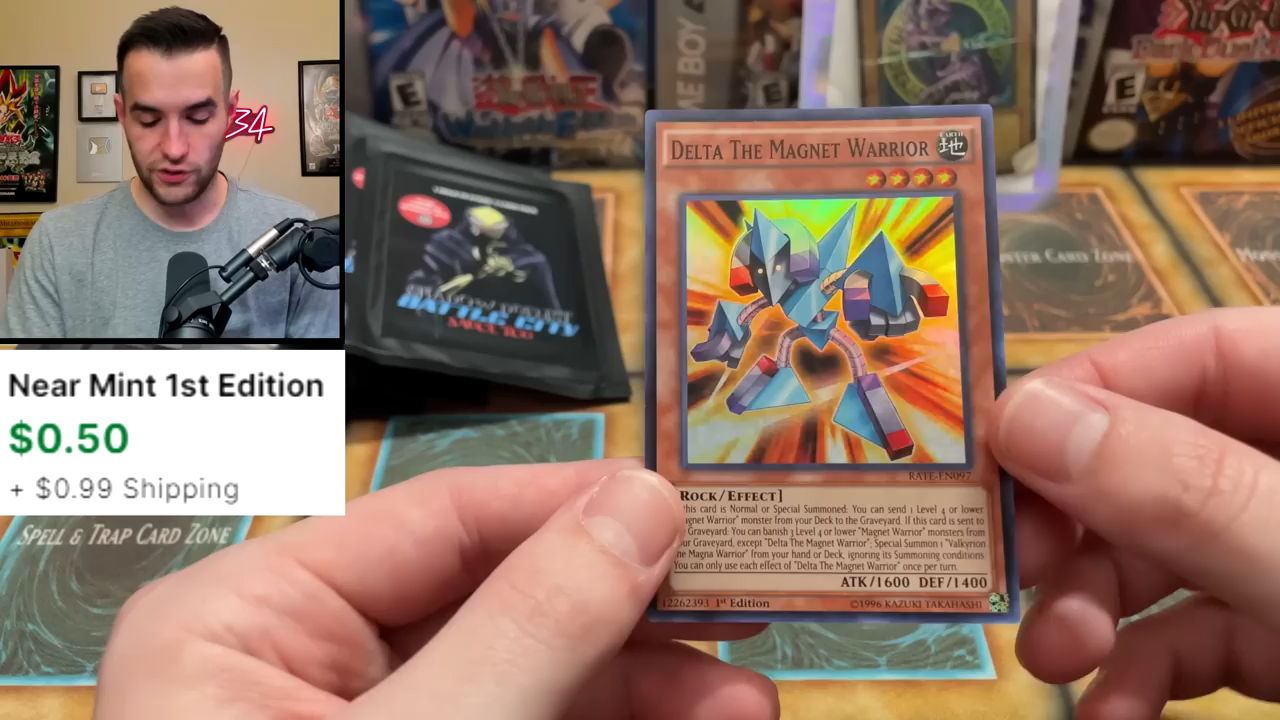 34
Near Mint 1st Edition
$0.50
+ $0.99 Shipping
E
GAME BOY
E
BATTLE CITY
DELTA THE MAGNET WARRIOR
EARTH
地
RATE-EN097
ROCK/EFFECT]
his card is Normal or Special Summoned: You can send 1 Level 4 or lower
gnet Warrior" monster from your Deck to the Graveyard. If this card is sent to
Graveyard: You can banish 3 Level 4 or lower "Magnet Warrior" monsters from
ur Graveyard, except "Delta The Magnet Warrior"; Special Summon 1 "Valkyrion
he Magna Warrior" from your hand or Deck, ignoring its Summoning conditions.
You can only use each effect of "Delta The Magnet Warrior" once per turn.
ATK/1600 DEF/1400
12262393 1st Edition ©1996 KAZUKI TAKAHASHI
STER CARD ZONE
SPELL & TRAP CARD ZONE